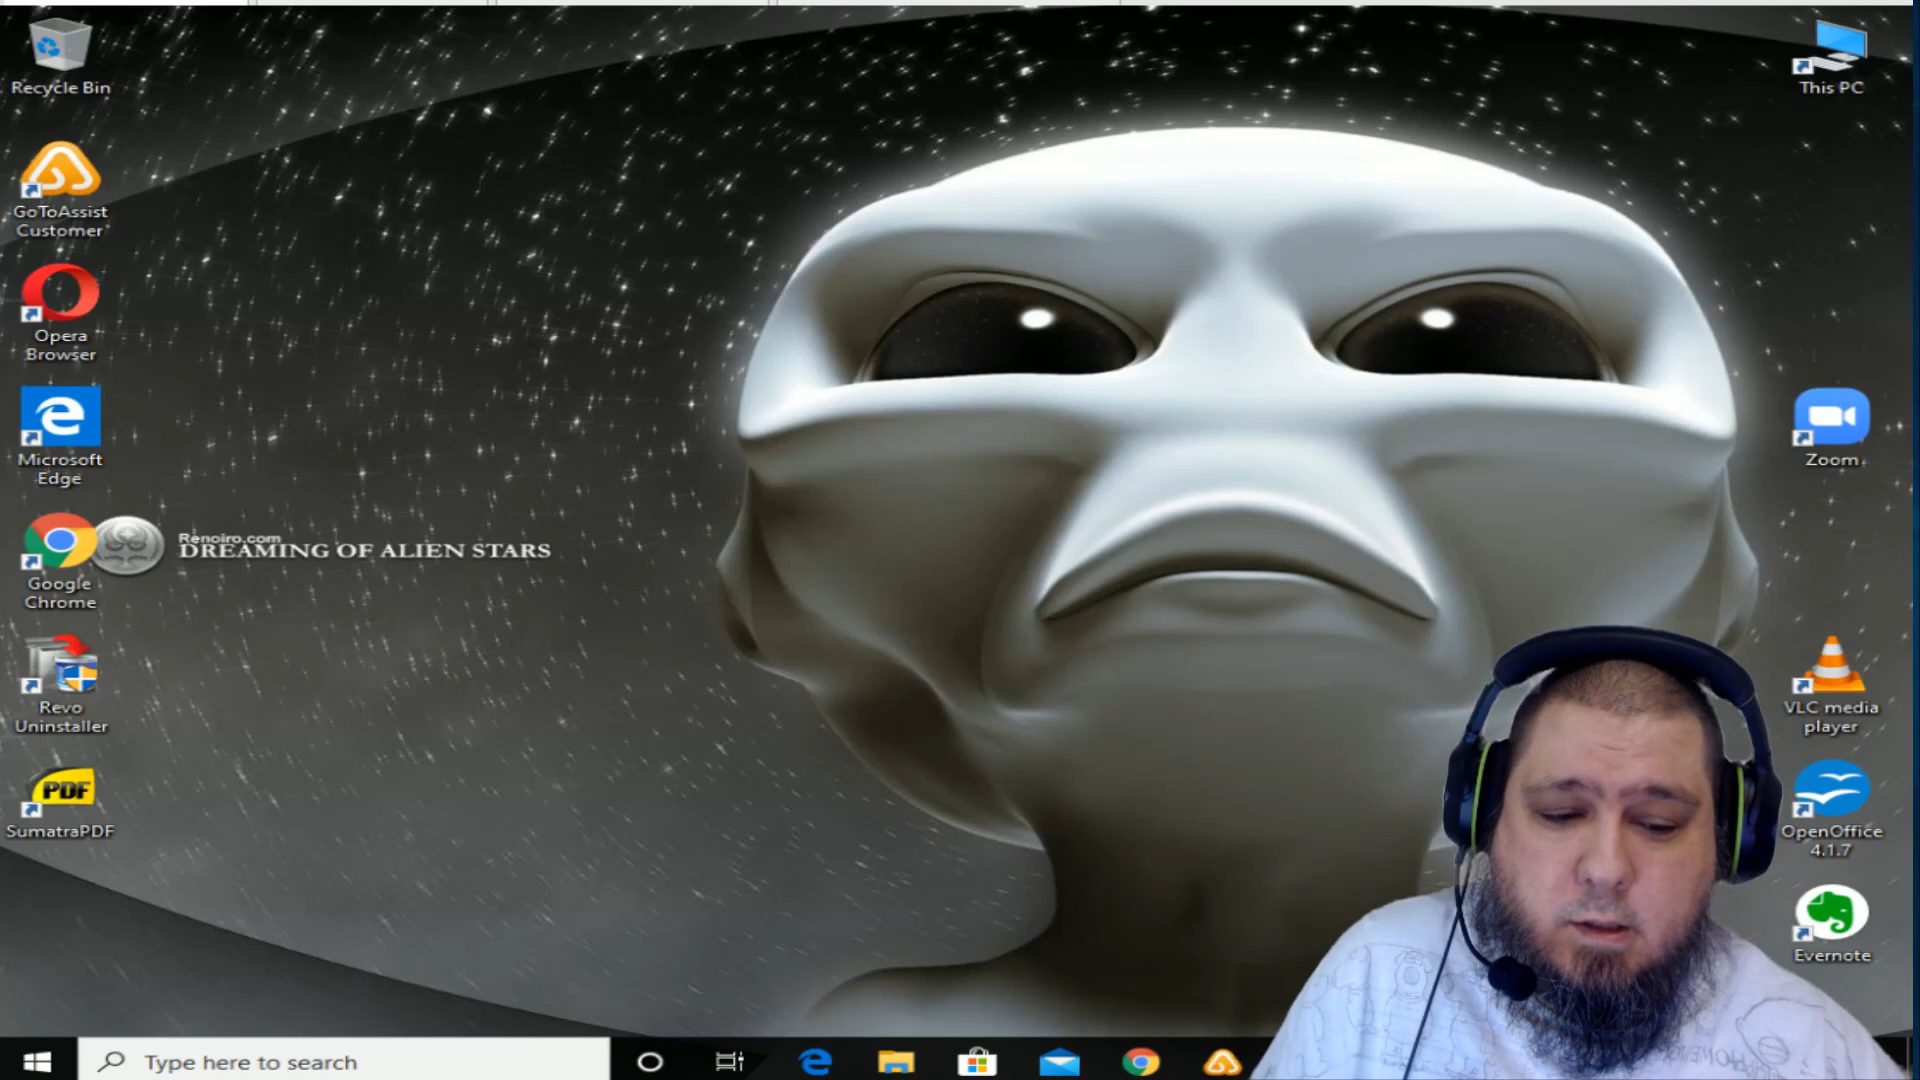 Recycle Bin
This PC
GoToAssist
Customer
Opera
Browser
Microsoft
Edge
Zoom
Renoiro.com
DREAMING OF ALIEN STARS
Google
Chrome
Revo
Uninstaller
VLC media
player
PDF
SumatraPDF
OpenOffice
4.1.7
Evernote
Type here to search